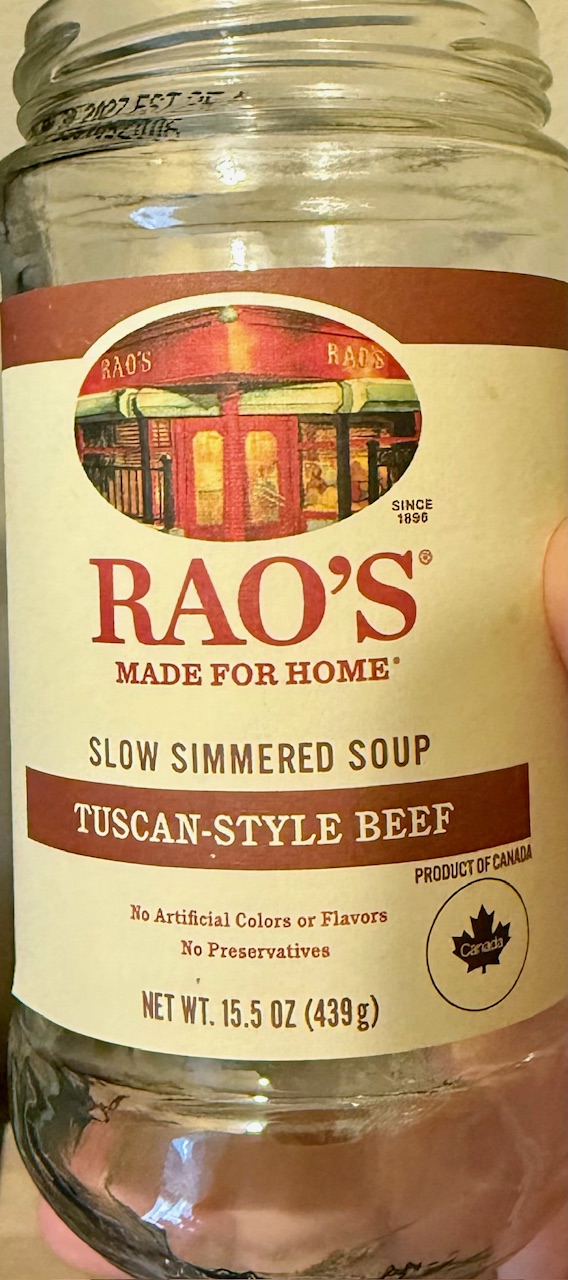 RAO'S
RAO'S
SINCE
1896
RAO'S®
MADE FOR HOME®
SLOW SIMMERED SOUP
TUSCAN-STYLE BEEF
PRODUCT OF CANADA
Canada
No Artificial Colors or Flavors
No Preservatives
NET WT. 15.5 OZ (439g)